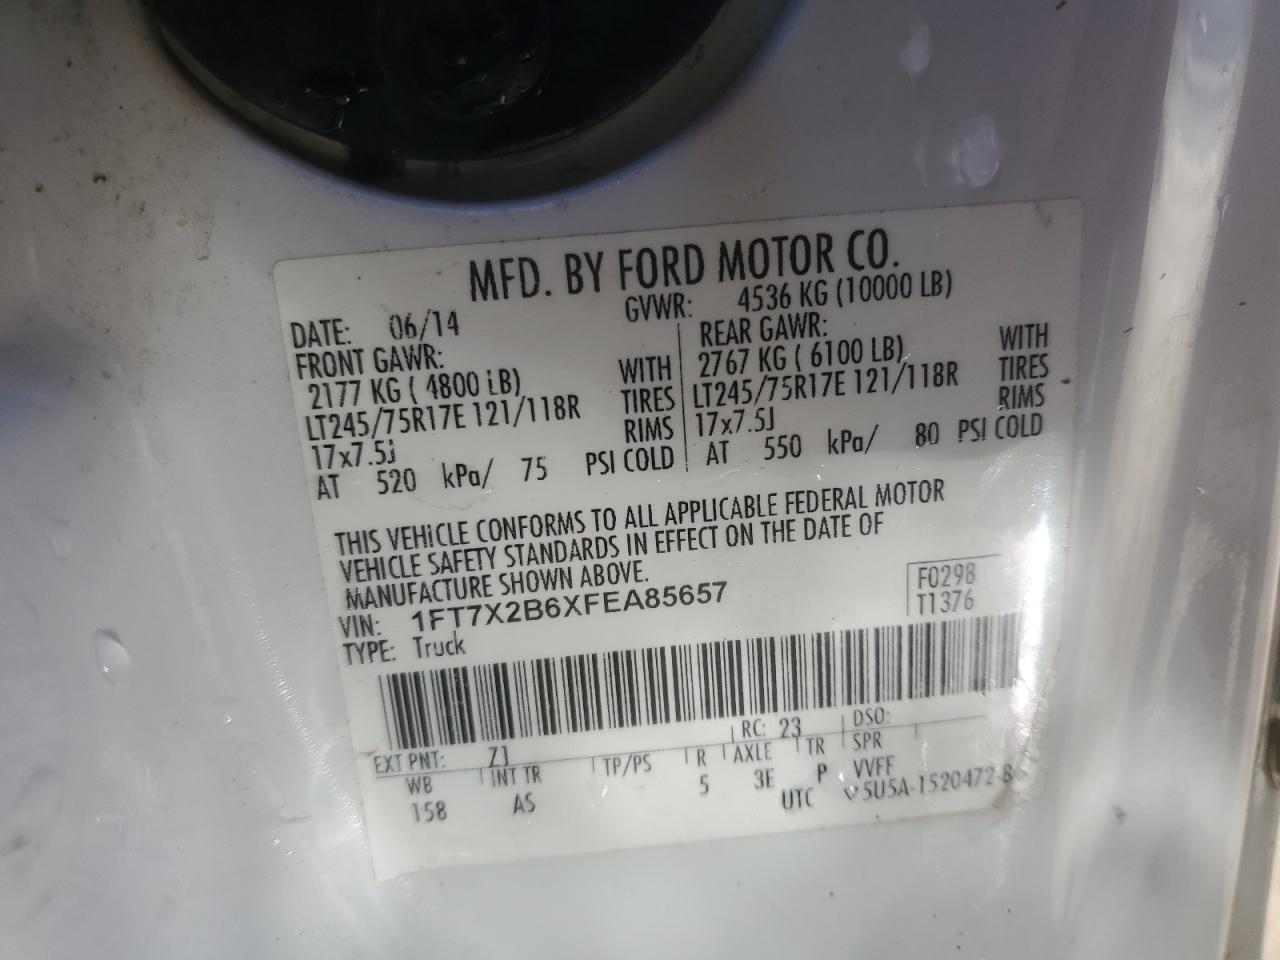 MFD. BY FORD MOTOR CO.
DATE: 06/14 GVWR: 4536 KG (10000 LB)
FRONT GAWR: REAR GAWR:
2177 KG ( 4800 LB) WITH 2767 KG ( 6100 LB) WITH
LT245/75R17E 121/118R TIRES LT245/75R17E 121/118R TIRES
17x7.5J RIMS 17x7.5J RIMS
AT 520 kPa/ 75 PSI COLD AT 550 kPa/ 80 PSI COLD
THIS VEHICLE CONFORMS TO ALL APPLICABLE FEDERAL MOTOR
VEHICLE SAFETY STANDARDS IN EFFECT ON THE DATE OF
MANUFACTURE SHOWN ABOVE.
VIN: 1FT7X2B6XFEA85657 F0298
TYPE: Truck T1376
EXT PNT: Z1 RC: 23 DSO:
WB INT TR TP/PS R AXLE TR SPR
158 AS 5 3E P VVFF
UTC 5U5A-1520472-B